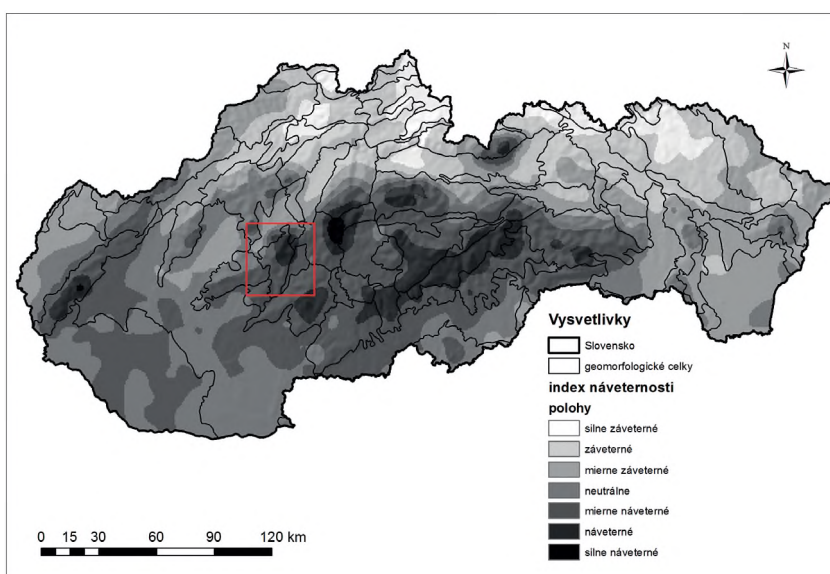 N
Vysvetlivky
Slovensko
geomorfologické celky
index náveternosti
polohy
silne záveterné
záveterné
mierne záveterné
neutrálne
mierne náveterné
náveterné
silne náveterné
0 15 30 60 90 120 km